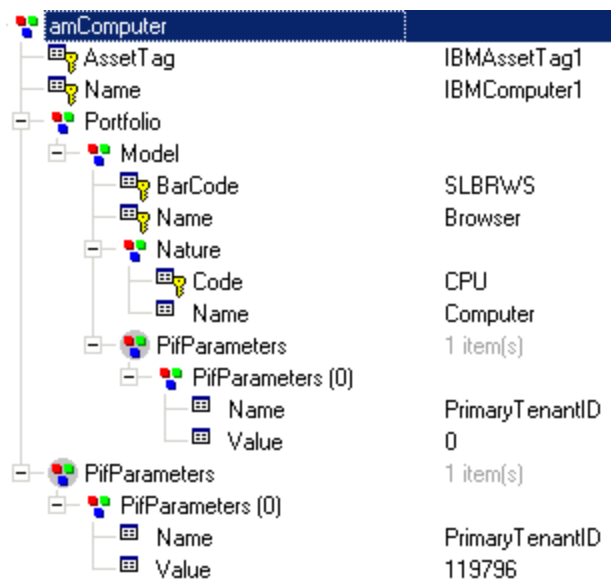 amComputer
AssetTag IBMAssetTag1
Name IBMComputer1
Portfolio
Model
BarCode SLBRWS
Name Browser
Nature
Code CPU
Name Computer
PifParameters 1 item(s)
PifParameters (0)
Name PrimaryTenantID
Value 0
PifParameters 1 item(s)
PifParameters (0)
Name PrimaryTenantID
Value 119796